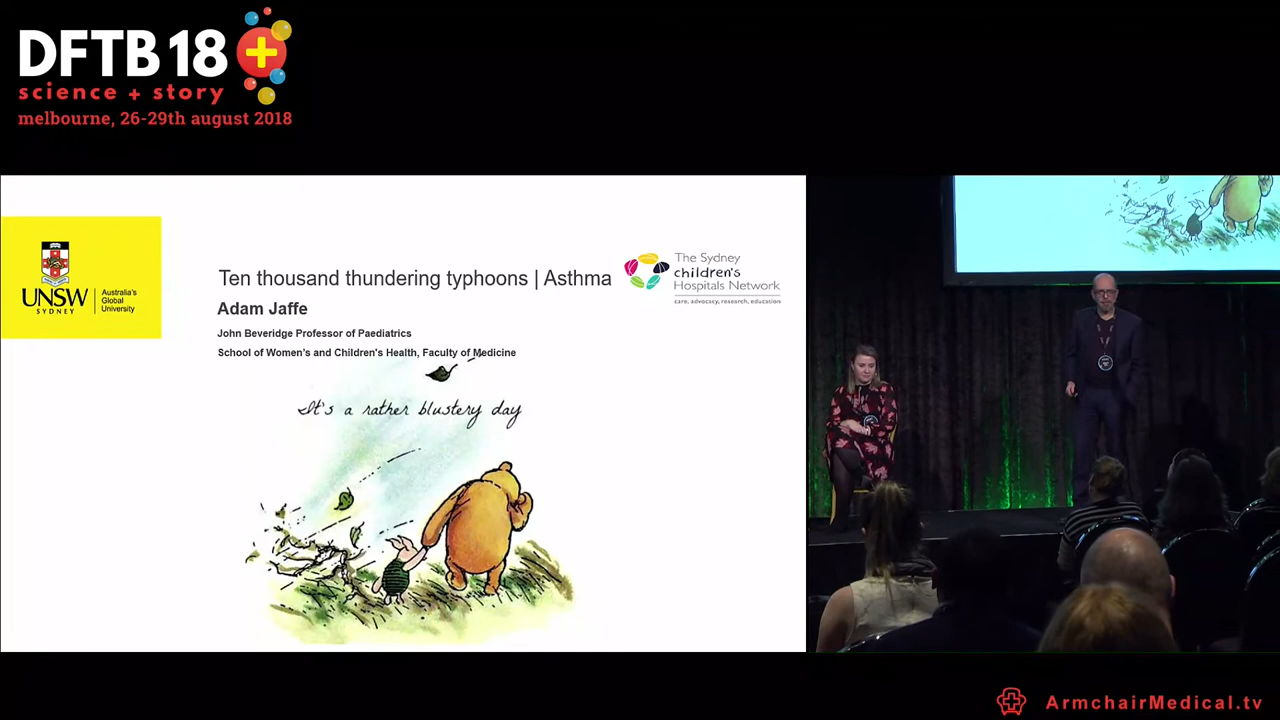 DFTB 18
science + story
melbourne, 26-29th august 2018
UNSW
SYDNEY
Australia's
Global
University
Ten thousand thundering typhoons | Asthma
Adam Jaffe
John Beveridge Professor of Paediatrics
School of Women's and Children's Health, Faculty of Medicine
The Sydney
children's
Hospitals Network
care, advocacy, research, education
It's a rather blustery day
ArmchairMedical.tv